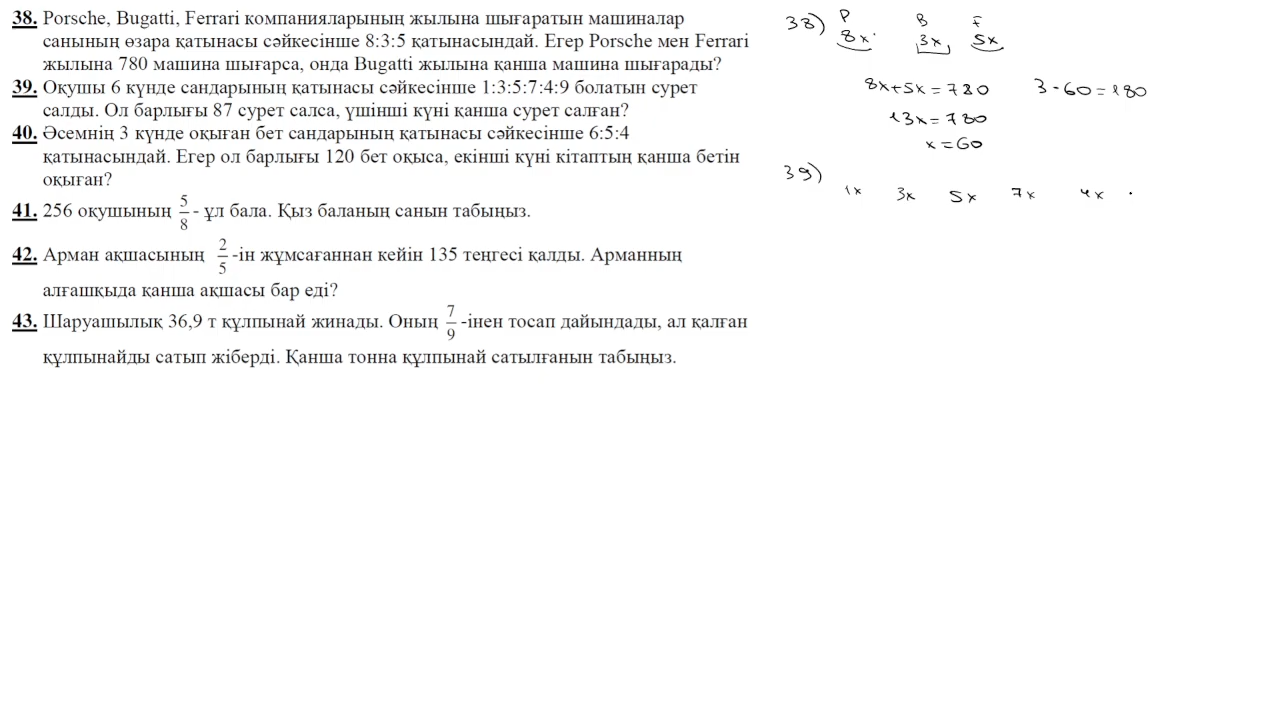 38. Porsche, Bugatti, Ferrari компанияларының жылына шығаратын машиналар
санының өзара қатынасы сәйкесінше 8:3:5 қатынасындай. Егер Porsche мен Ferrari
жылына 780 машина шығарса, онда Bugatti жылына қанша машина шығарады?
39. Оқушы 6 күнде сандарының қатынасы сәйкесінше 1:3:5:7:4:9 болатын сурет
салды. Ол барлығы 87 сурет салса, үшінші күні қанша сурет салған?
40. Әсемнің 3 күнде оқыған бет сандарының қатынасы сәйкесінше 6:5:4
қатынасындай. Егер ол барлығы 120 бет оқыса, екінші күні кітаптың қанша бетін
оқыған?
41. 256 оқушының 5/8 - ұл бала. Қыз баланың санын табыңыз.
42. Арман ақшасының 2/5 -ін жұмсағаннан кейін 135 теңгесі қалды. Арманның
алғашқыда қанша ақшасы бар еді?
43. Шаруашылық 36,9 т құлпынай жинады. Оның 7/9 -інен тосап дайындады, ал қалған
құлпынайды сатып жіберді. Қанша тонна құлпынай сатылғанын табыңыз.
38) P B F
8x 3x 5x
8x+5x=780 3·60=180
13x=780
x=60
39) 1x 3x 5x 7x 4x